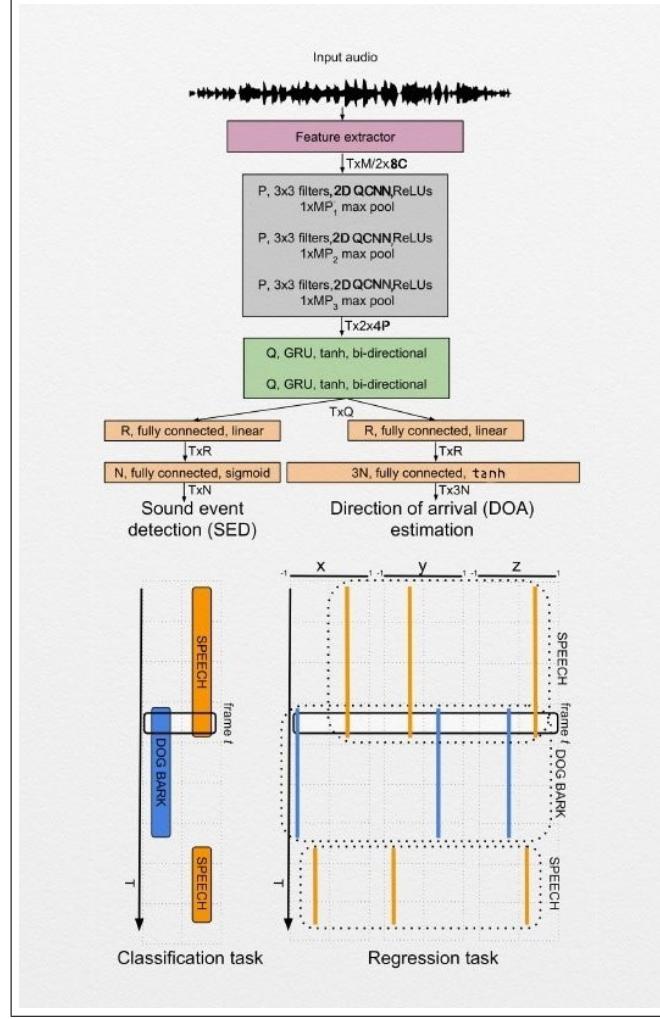 Input audio
Feature extractor
TxM/2x8C
P, 3x3 filters,2D QCNN,ReLUs
1xMP1 max pool
P, 3x3 filters,2D QCNN,ReLUs
1xMP2 max pool
P, 3x3 filters,2D QCNN,ReLUs
1xMP3 max pool
Tx2x4P
Q, GRU, tanh, bi-directional
Q, GRU, tanh, bi-directional
TxQ
R, fully connected, linear
R, fully connected, linear
TxR
TxR
N, fully connected, sigmoid
3N, fully connected, tanh
TxN
Tx3N
Sound event
detection (SED)
Direction of arrival (DOA)
estimation
-1 x 1
-1 y 1
-1 z 1
SPEECH
SPEECH
frame t
frame t
DOG BARK
DOG BARK
SPEECH
SPEECH
T
T
Classification task
Regression task